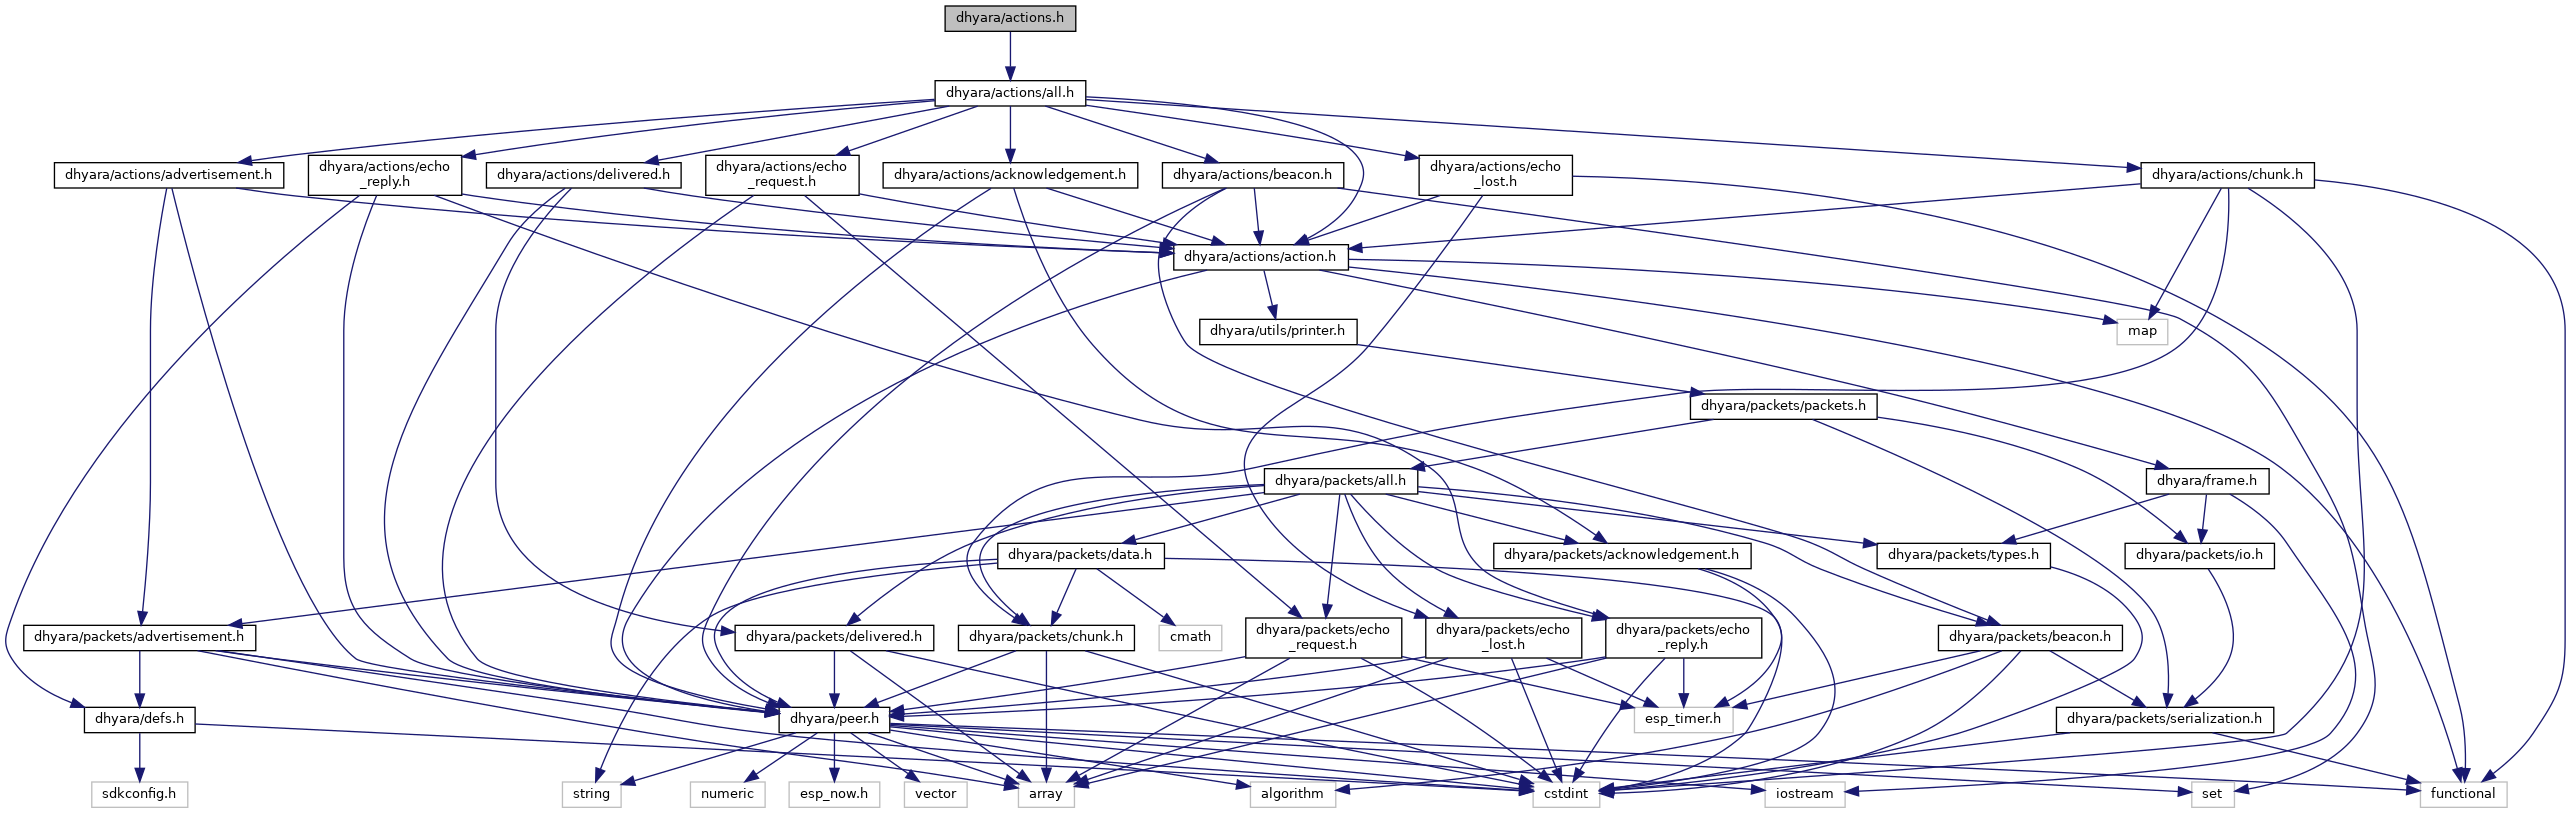 dhyara/actions.h
dhyara/actions/all.h
dhyara/actions/advertisement.h
dhyara/actions/echo
_reply.h
dhyara/actions/delivered.h
dhyara/actions/echo
_request.h
dhyara/actions/acknowledgement.h
dhyara/actions/beacon.h
dhyara/actions/echo
_lost.h
dhyara/actions/chunk.h
dhyara/actions/action.h
dhyara/utils/printer.h
map
dhyara/packets/packets.h
dhyara/packets/all.h
dhyara/frame.h
dhyara/packets/data.h
dhyara/packets/acknowledgement.h
dhyara/packets/types.h
dhyara/packets/io.h
dhyara/packets/advertisement.h
dhyara/packets/delivered.h
dhyara/packets/chunk.h
cmath
dhyara/packets/echo
_request.h
dhyara/packets/echo
_lost.h
dhyara/packets/echo
_reply.h
dhyara/packets/beacon.h
dhyara/defs.h
dhyara/peer.h
esp_timer.h
dhyara/packets/serialization.h
sdkconfig.h
string
numeric
esp_now.h
vector
array
algorithm
cstdint
iostream
set
functional